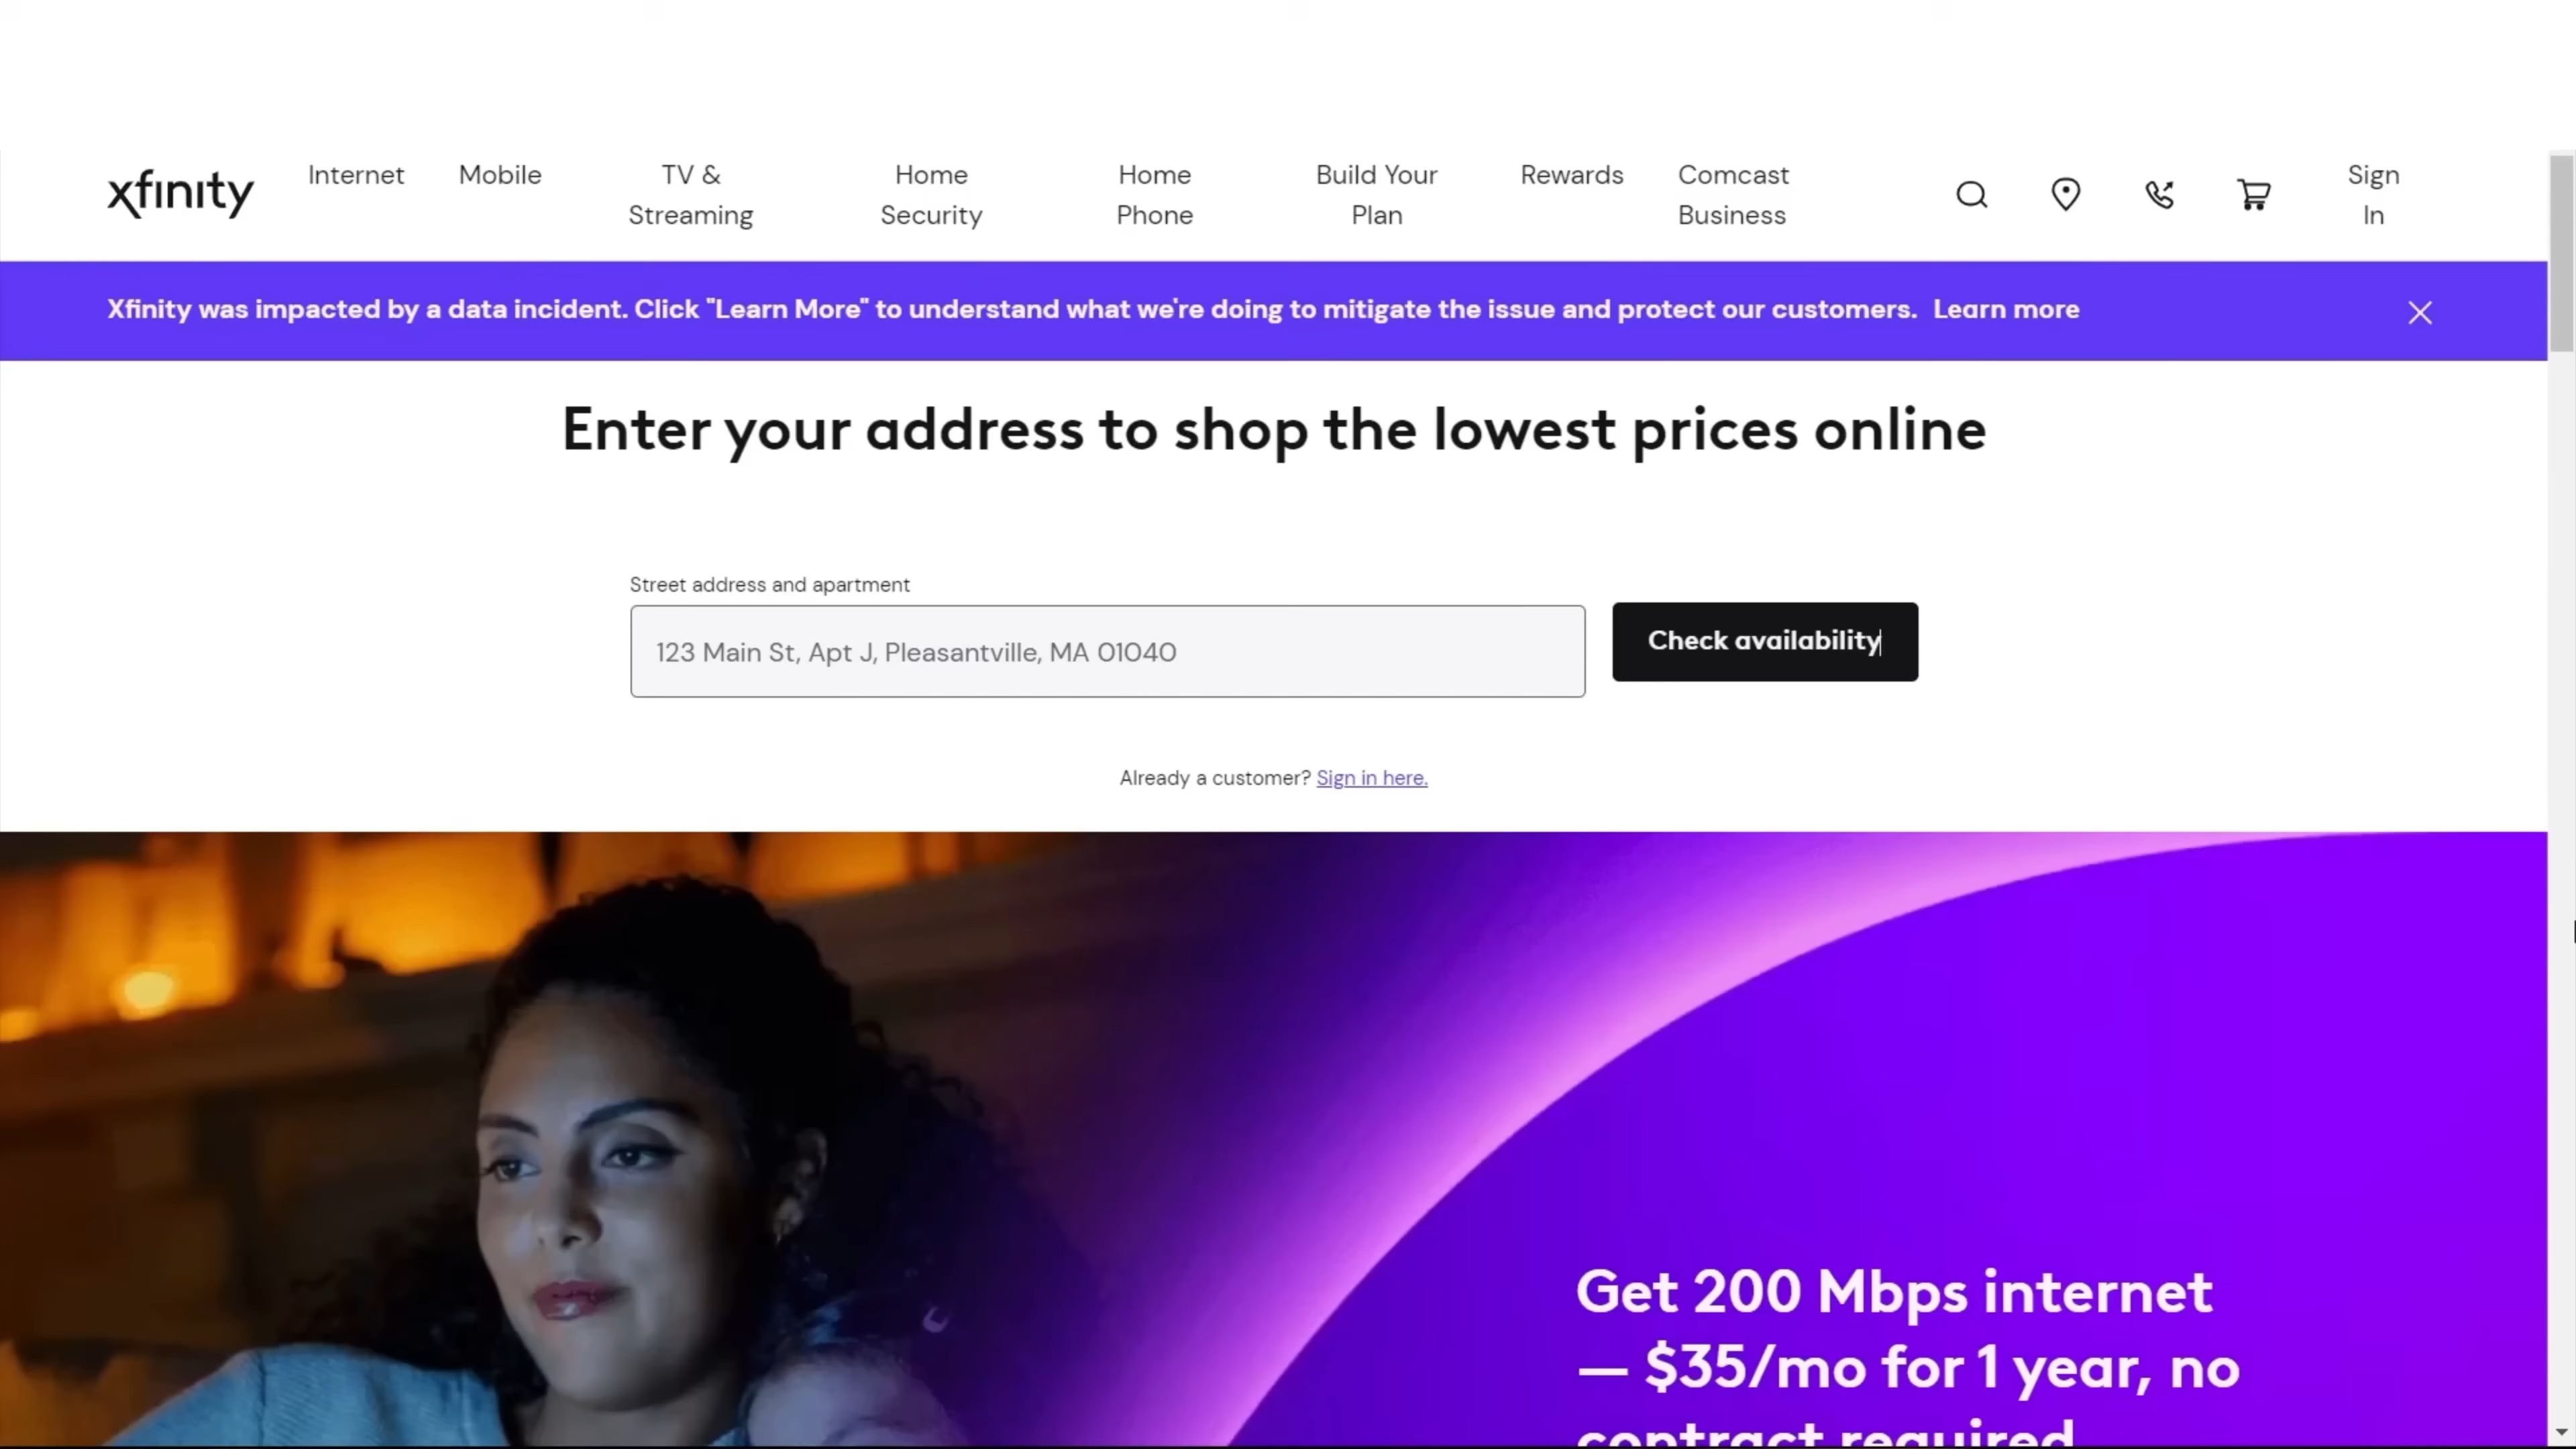 xfinity
Internet
Mobile
TV &
Streaming
Home
Security
Home
Phone
Build Your
Plan
Rewards
Comcast
Business
Sign
In
Xfinity was impacted by a data incident. Click "Learn More" to understand what we're doing to mitigate the issue and protect our customers. Learn more
Enter your address to shop the lowest prices online
Street address and apartment
123 Main St, Apt J, Pleasantville, MA 01040
Check availability
Already a customer? Sign in here.
Get 200 Mbps internet
— $35/mo for 1 year, no
contract required